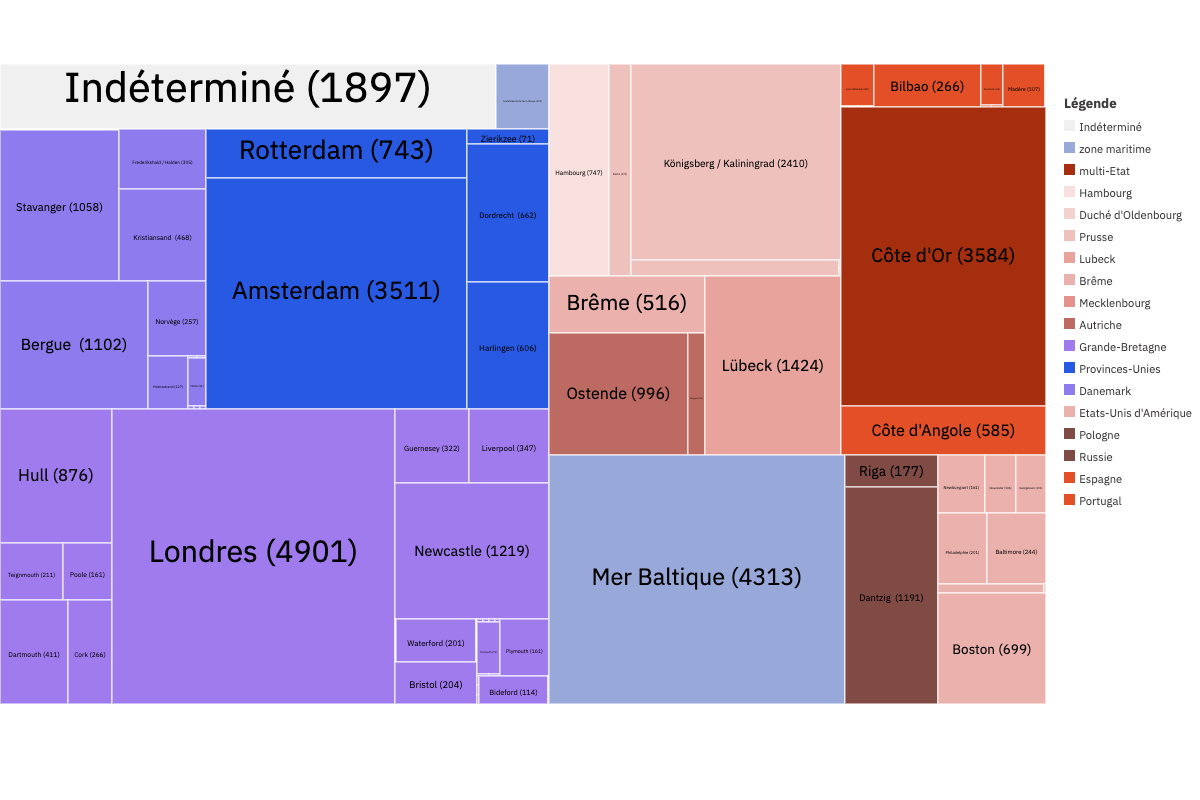 Indéterminé (1897)
Stavanger (1058)
Frederikshald / Halden (345)
Kristiansand (468)
Bergue (1102)
Norvège (257)
Rotterdam (743)
Amsterdam (3511)
Zierikzee (71)
Dordrecht (662)
Harlingen (606)
Hull (876)
Teignmouth (211)
Poole (161)
Dartmouth (411)
Cork (266)
Londres (4901)
Guernesey (322)
Liverpool (347)
Newcastle (1219)
Waterford (201)
Bristol (204)
Plymouth (161)
Bideford (114)
Hambourg (747)
Königsberg / Kaliningrad (2410)
Brême (516)
Ostende (996)
Lübeck (1424)
Mer Baltique (4313)
Bilbao (266)
Madère (107)
Côte d'Or (3584)
Côte d'Angole (585)
Riga (177)
Dantzig (1191)
Newburyport (161)
Philadelphie (201)
Baltimore (244)
Boston (699)
Légende
Indéterminé
zone maritime
multi-Etat
Hambourg
Duché d'Oldenbourg
Prusse
Lubeck
Brême
Mecklenbourg
Autriche
Grande-Bretagne
Provinces-Unies
Danemark
Etats-Unis d'Amérique
Pologne
Russie
Espagne
Portugal